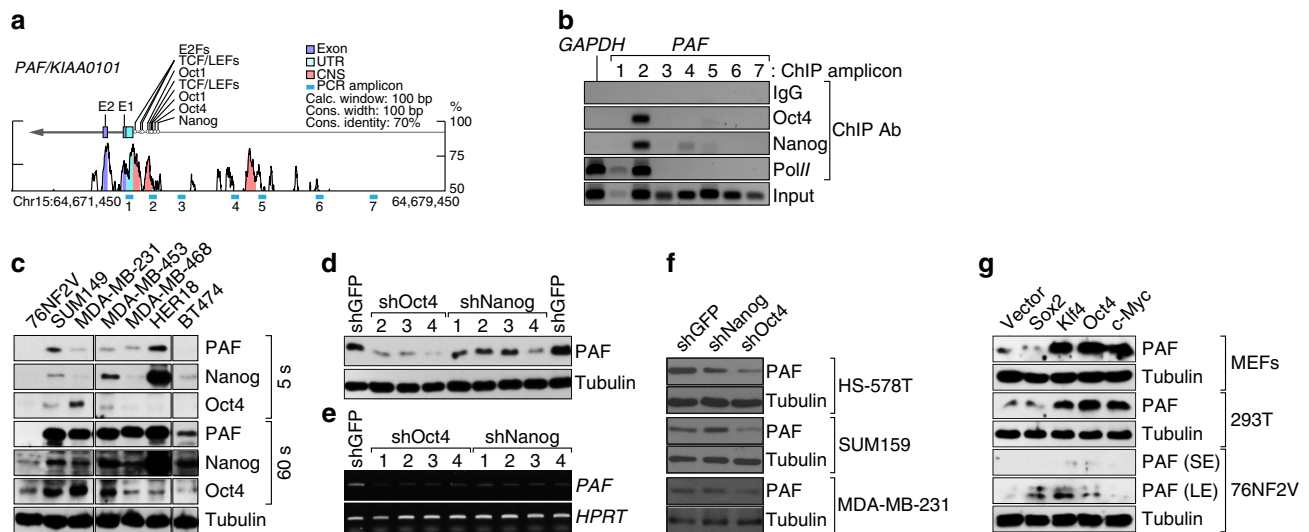 a
PAF/KIAA0101
E2Fs
TCF/LEFs
Oct1
TCF/LEFs
Oct1
Oct4
Nanog
E2 E1
Exon
UTR
CNS
PCR amplicon
Calc. window: 100 bp
Cons. width: 100 bp
Cons. identity: 70%
%
100
75
50
Chr15:64,671,450 64,679,450
1 2 3 4 5 6 7
b
GAPDH PAF
1 2 3 4 5 6 7 : ChIP amplicon
IgG
Oct4
Nanog
PolII
Input
ChIP Ab
c
76NF2V
SUM149
MDA-MB-231
MDA-MB-453
MDA-MB-468
HER18
BT474
PAF
Nanog
Oct4
5 s
PAF
Nanog
Oct4
60 s
Tubulin
d
shGFP shOct4 shNanog shGFP
2 3 4 1 2 3 4
PAF
Tubulin
e
shGFP shOct4 shNanog
1 2 3 4 1 2 3 4
PAF
HPRT
f
shGFP
shNanog
shOct4
PAF
Tubulin
HS-578T
PAF
Tubulin
SUM159
PAF
Tubulin
MDA-MB-231
g
Vector
Sox2
Klf4
Oct4
c-Myc
PAF
Tubulin
MEFs
PAF
Tubulin
293T
PAF (SE)
PAF (LE)
Tubulin
76NF2V